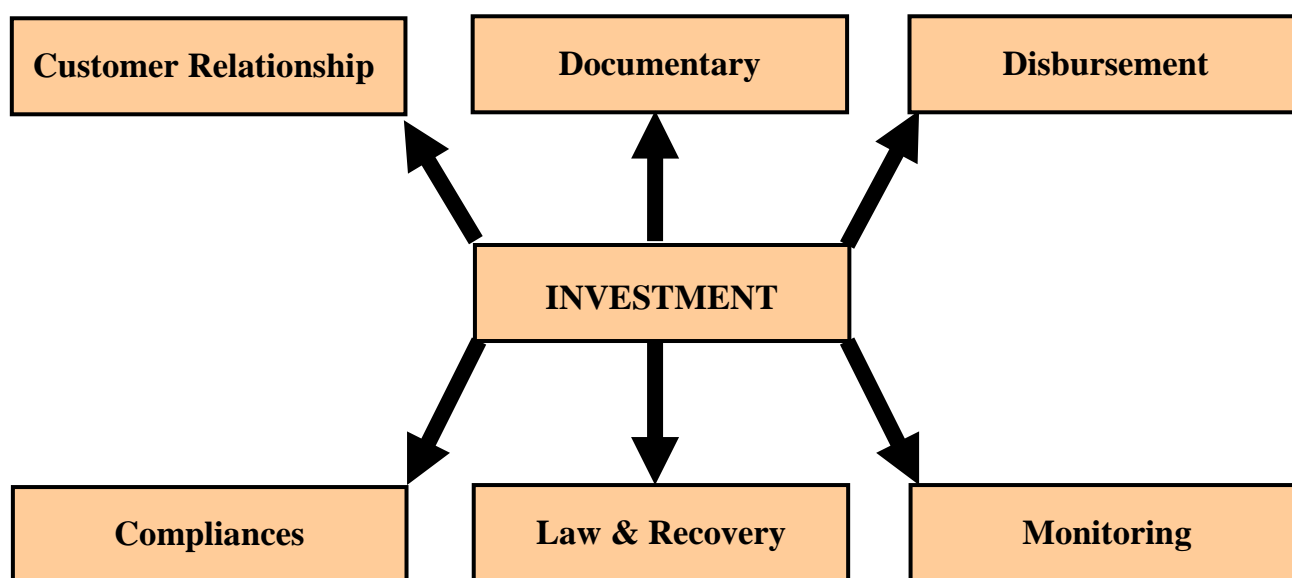 Customer Relationship
Documentary
Disbursement
INVESTMENT
Compliances
Law & Recovery
Monitoring